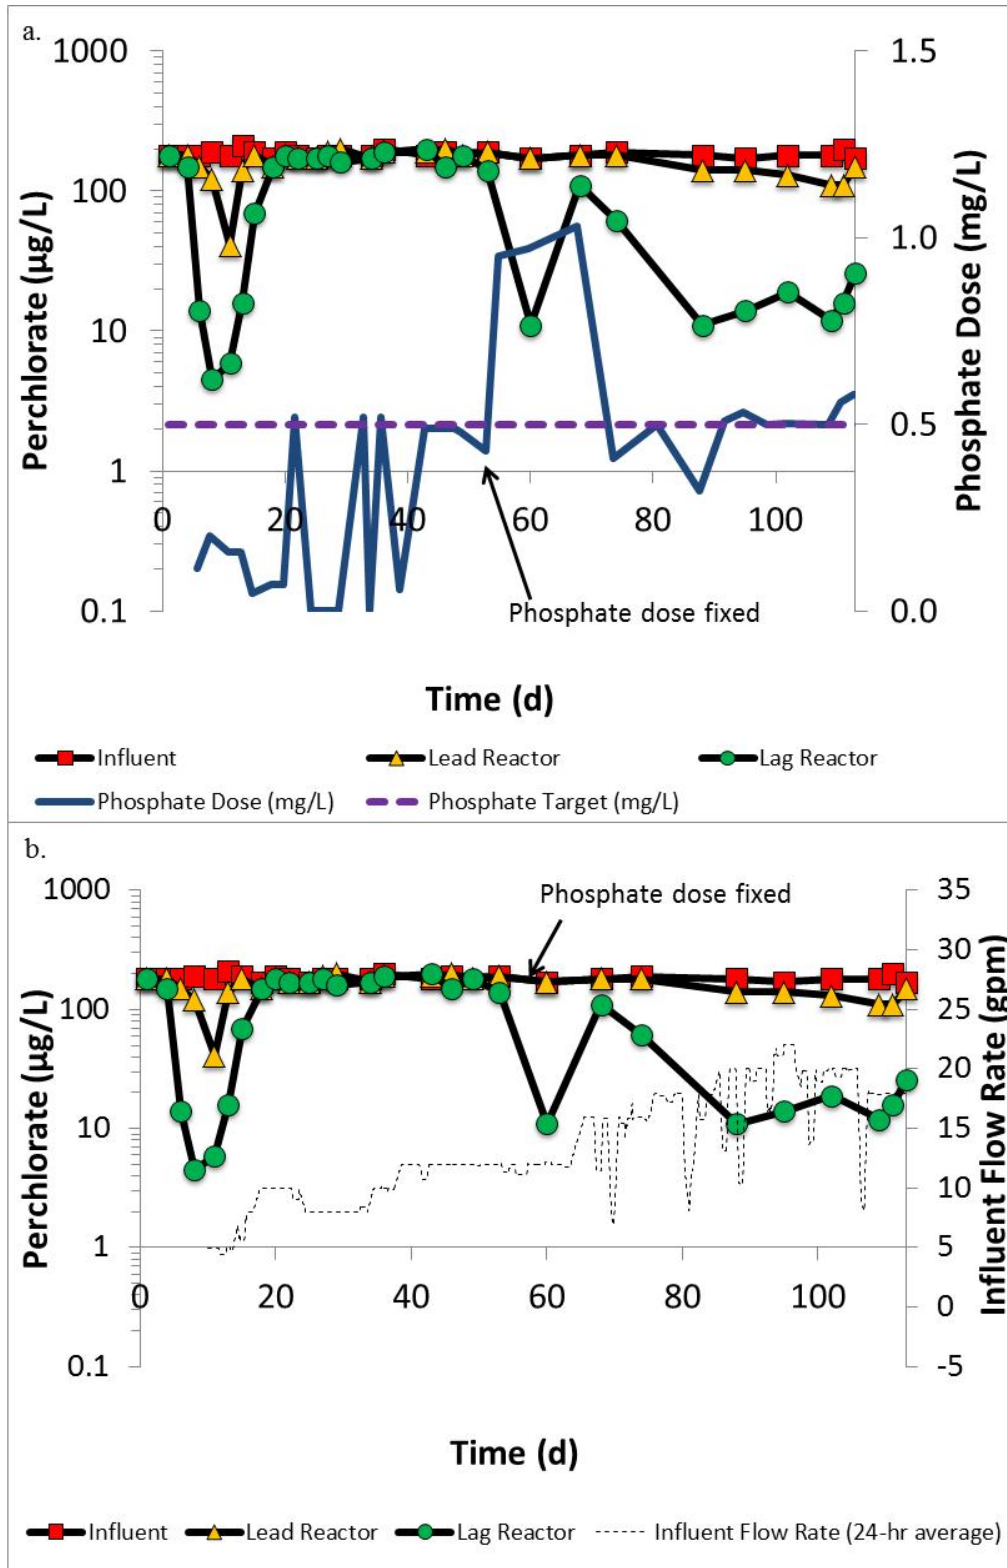 a.
1000
100
10
1
0.1
Perchlorate (µg/L)
0 20 40 60 80 100
1.5
1.0
0.5
0.0
Phosphate Dose (mg/L)
Phosphate dose fixed
Time (d)
Influent Lead Reactor Lag Reactor
Phosphate Dose (mg/L) Phosphate Target (mg/L)
b.
1000
100
10
1
0.1
Perchlorate (µg/L)
Phosphate dose fixed
0 20 40 60 80 100
35
30
25
20
15
10
5
0
-5
Influent Flow Rate (gpm)
Time (d)
Influent Lead Reactor Lag Reactor Influent Flow Rate (24-hr average)